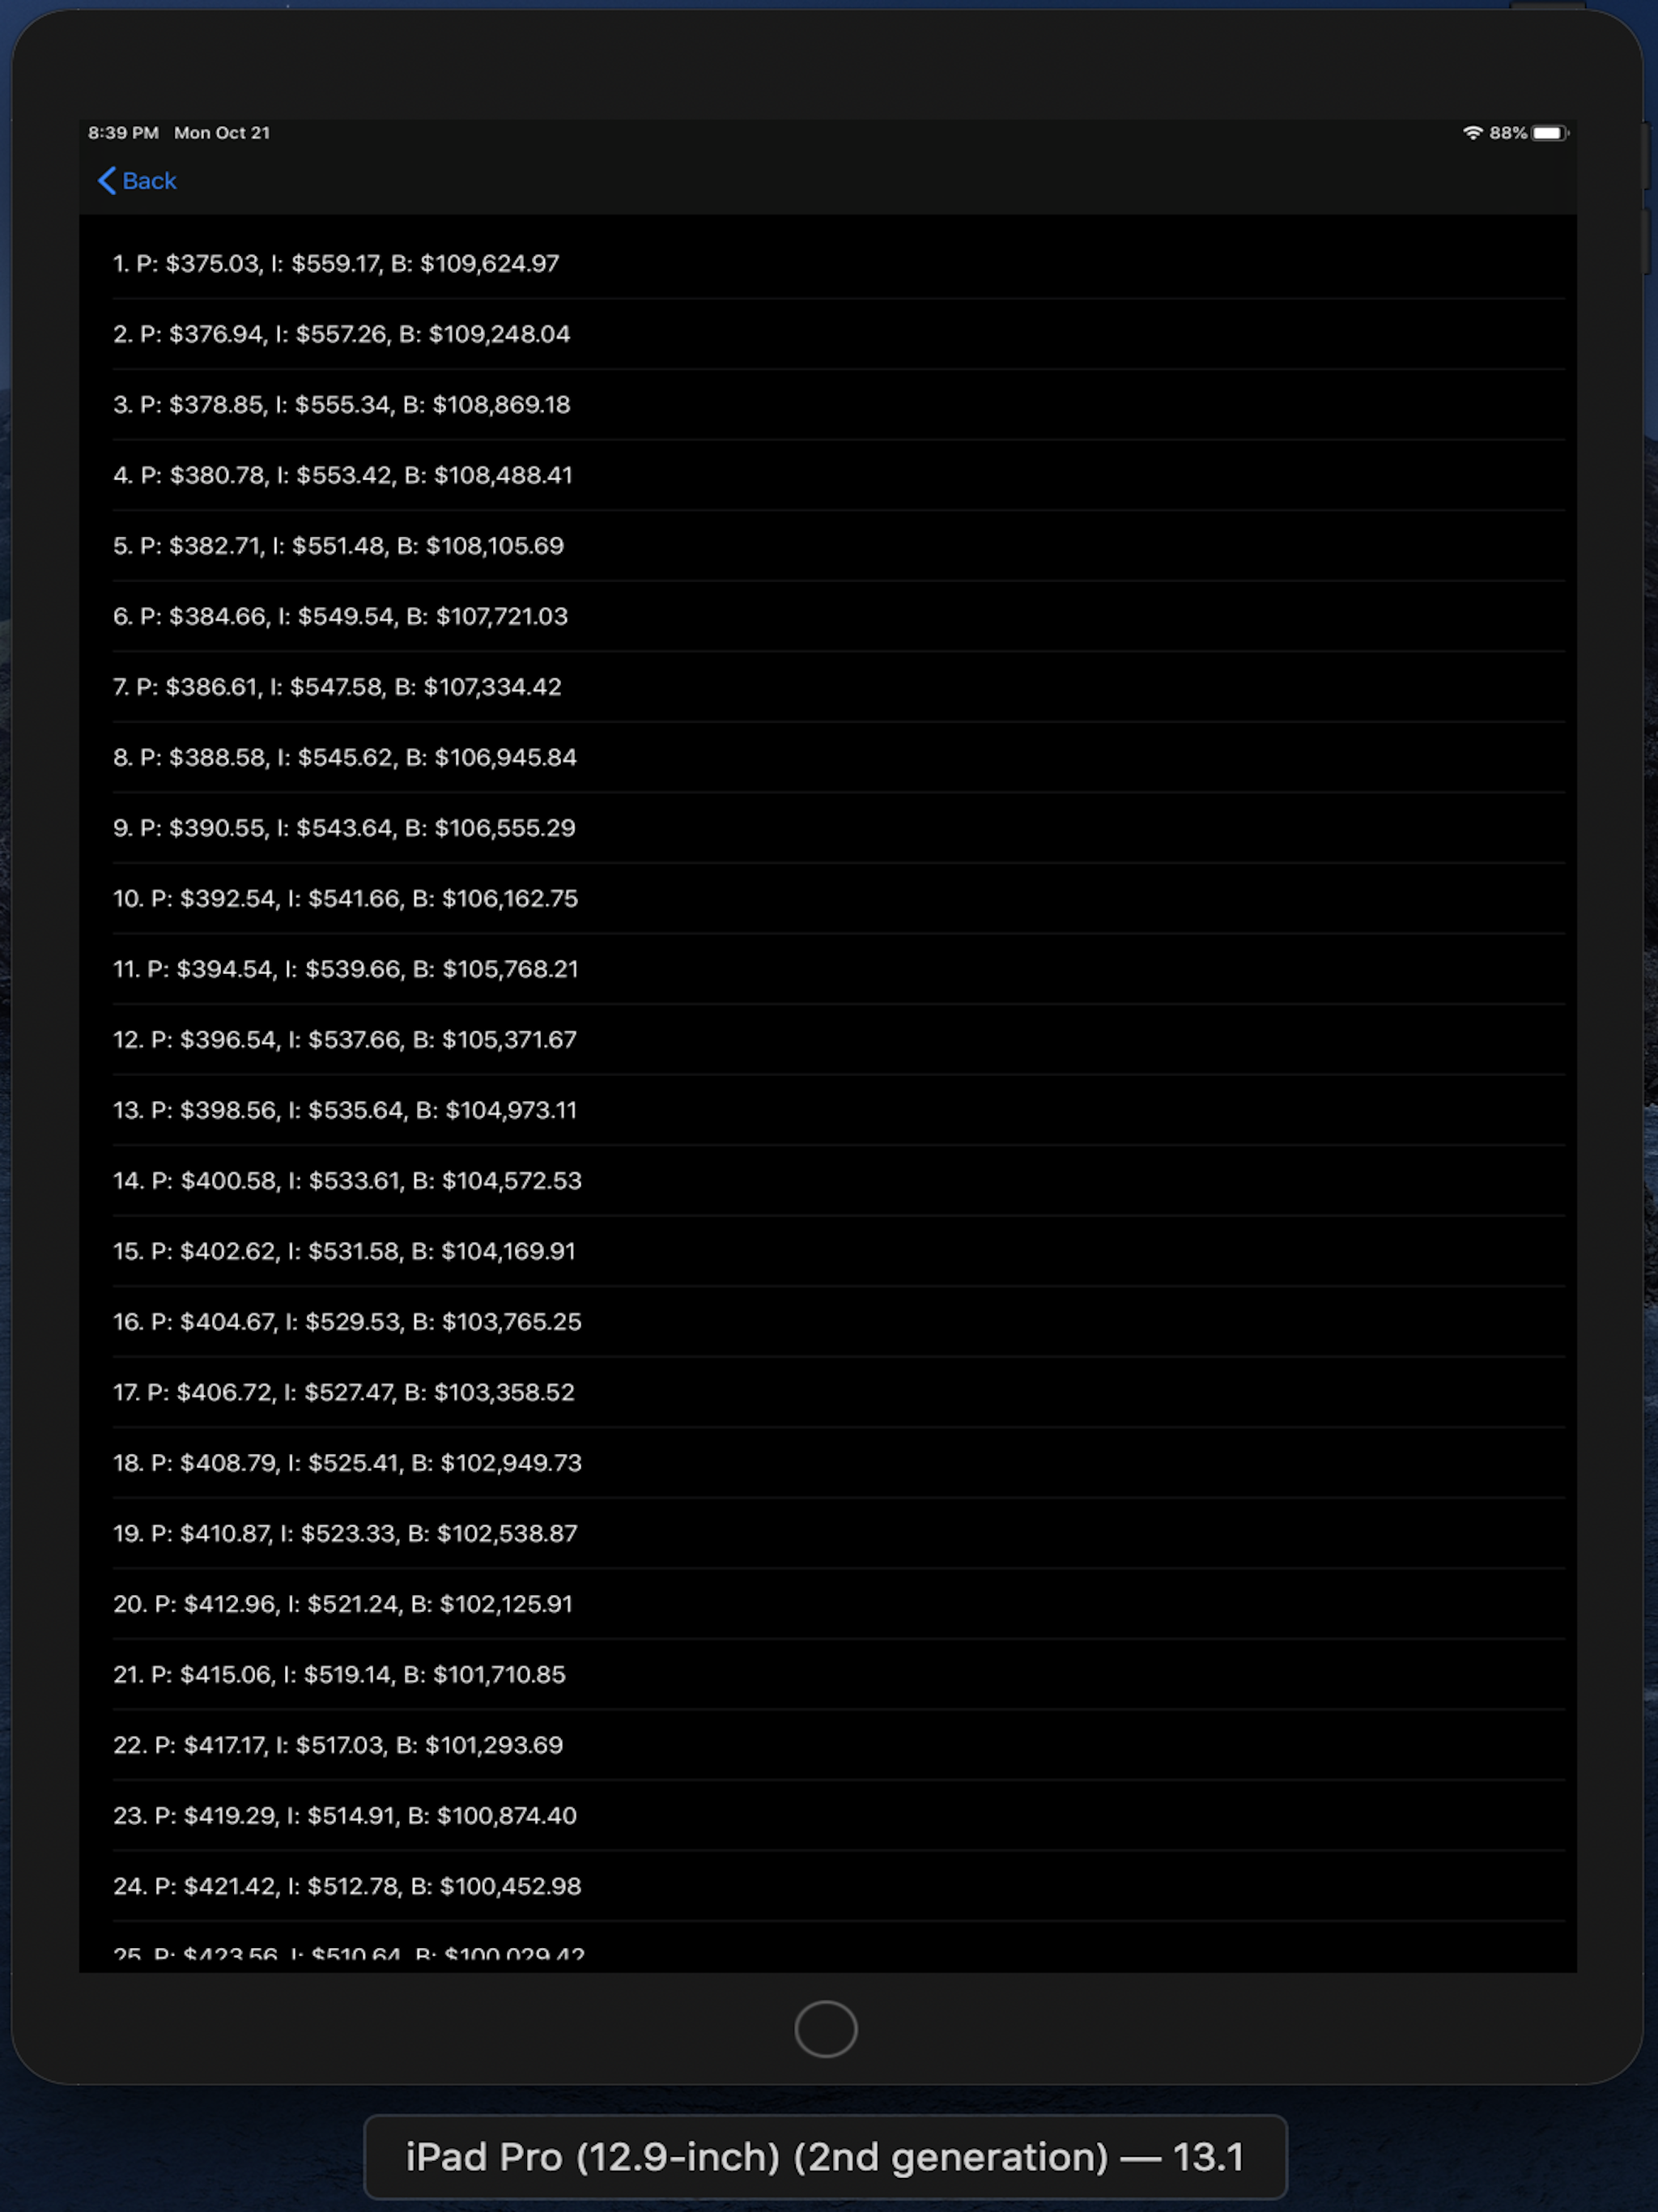 8:39 PM Mon Oct 21 88%
Back
1. P: $375.03, I: $559.17, B: $109,624.97
2. P: $376.94, I: $557.26, B: $109,248.04
3. P: $378.85, I: $555.34, B: $108,869.18
4. P: $380.78, I: $553.42, B: $108,488.41
5. P: $382.71, I: $551.48, B: $108,105.69
6. P: $384.66, I: $549.54, B: $107,721.03
7. P: $386.61, I: $547.58, B: $107,334.42
8. P: $388.58, I: $545.62, B: $106,945.84
9. P: $390.55, I: $543.64, B: $106,555.29
10. P: $392.54, I: $541.66, B: $106,162.75
11. P: $394.54, I: $539.66, B: $105,768.21
12. P: $396.54, I: $537.66, B: $105,371.67
13. P: $398.56, I: $535.64, B: $104,973.11
14. P: $400.58, I: $533.61, B: $104,572.53
15. P: $402.62, I: $531.58, B: $104,169.91
16. P: $404.67, I: $529.53, B: $103,765.25
17. P: $406.72, I: $527.47, B: $103,358.52
18. P: $408.79, I: $525.41, B: $102,949.73
19. P: $410.87, I: $523.33, B: $102,538.87
20. P: $412.96, I: $521.24, B: $102,125.91
21. P: $415.06, I: $519.14, B: $101,710.85
22. P: $417.17, I: $517.03, B: $101,293.69
23. P: $419.29, I: $514.91, B: $100,874.40
24. P: $421.42, I: $512.78, B: $100,452.98
25. P: $423.56, I: $510.64, B: $100,029.42
iPad Pro (12.9-inch) (2nd generation) — 13.1